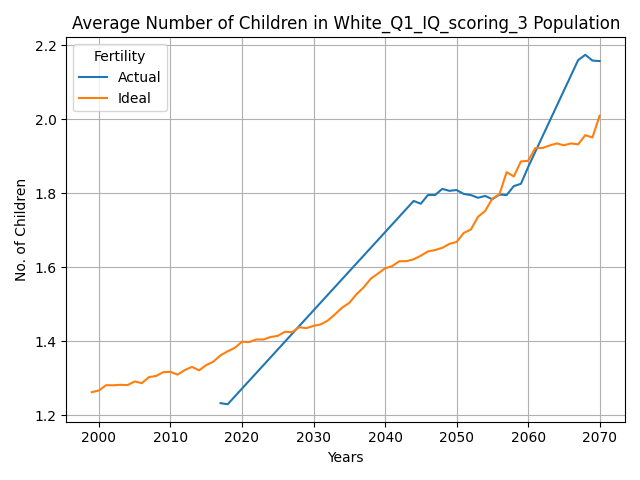 Average Number of Children in White_Q1_IQ_scoring_3 Population
Fertility
Actual
Ideal
No. of Children
2.2
2.0
1.8
1.6
1.4
1.2
2000 2010 2020 2030 2040 2050 2060 2070
Years